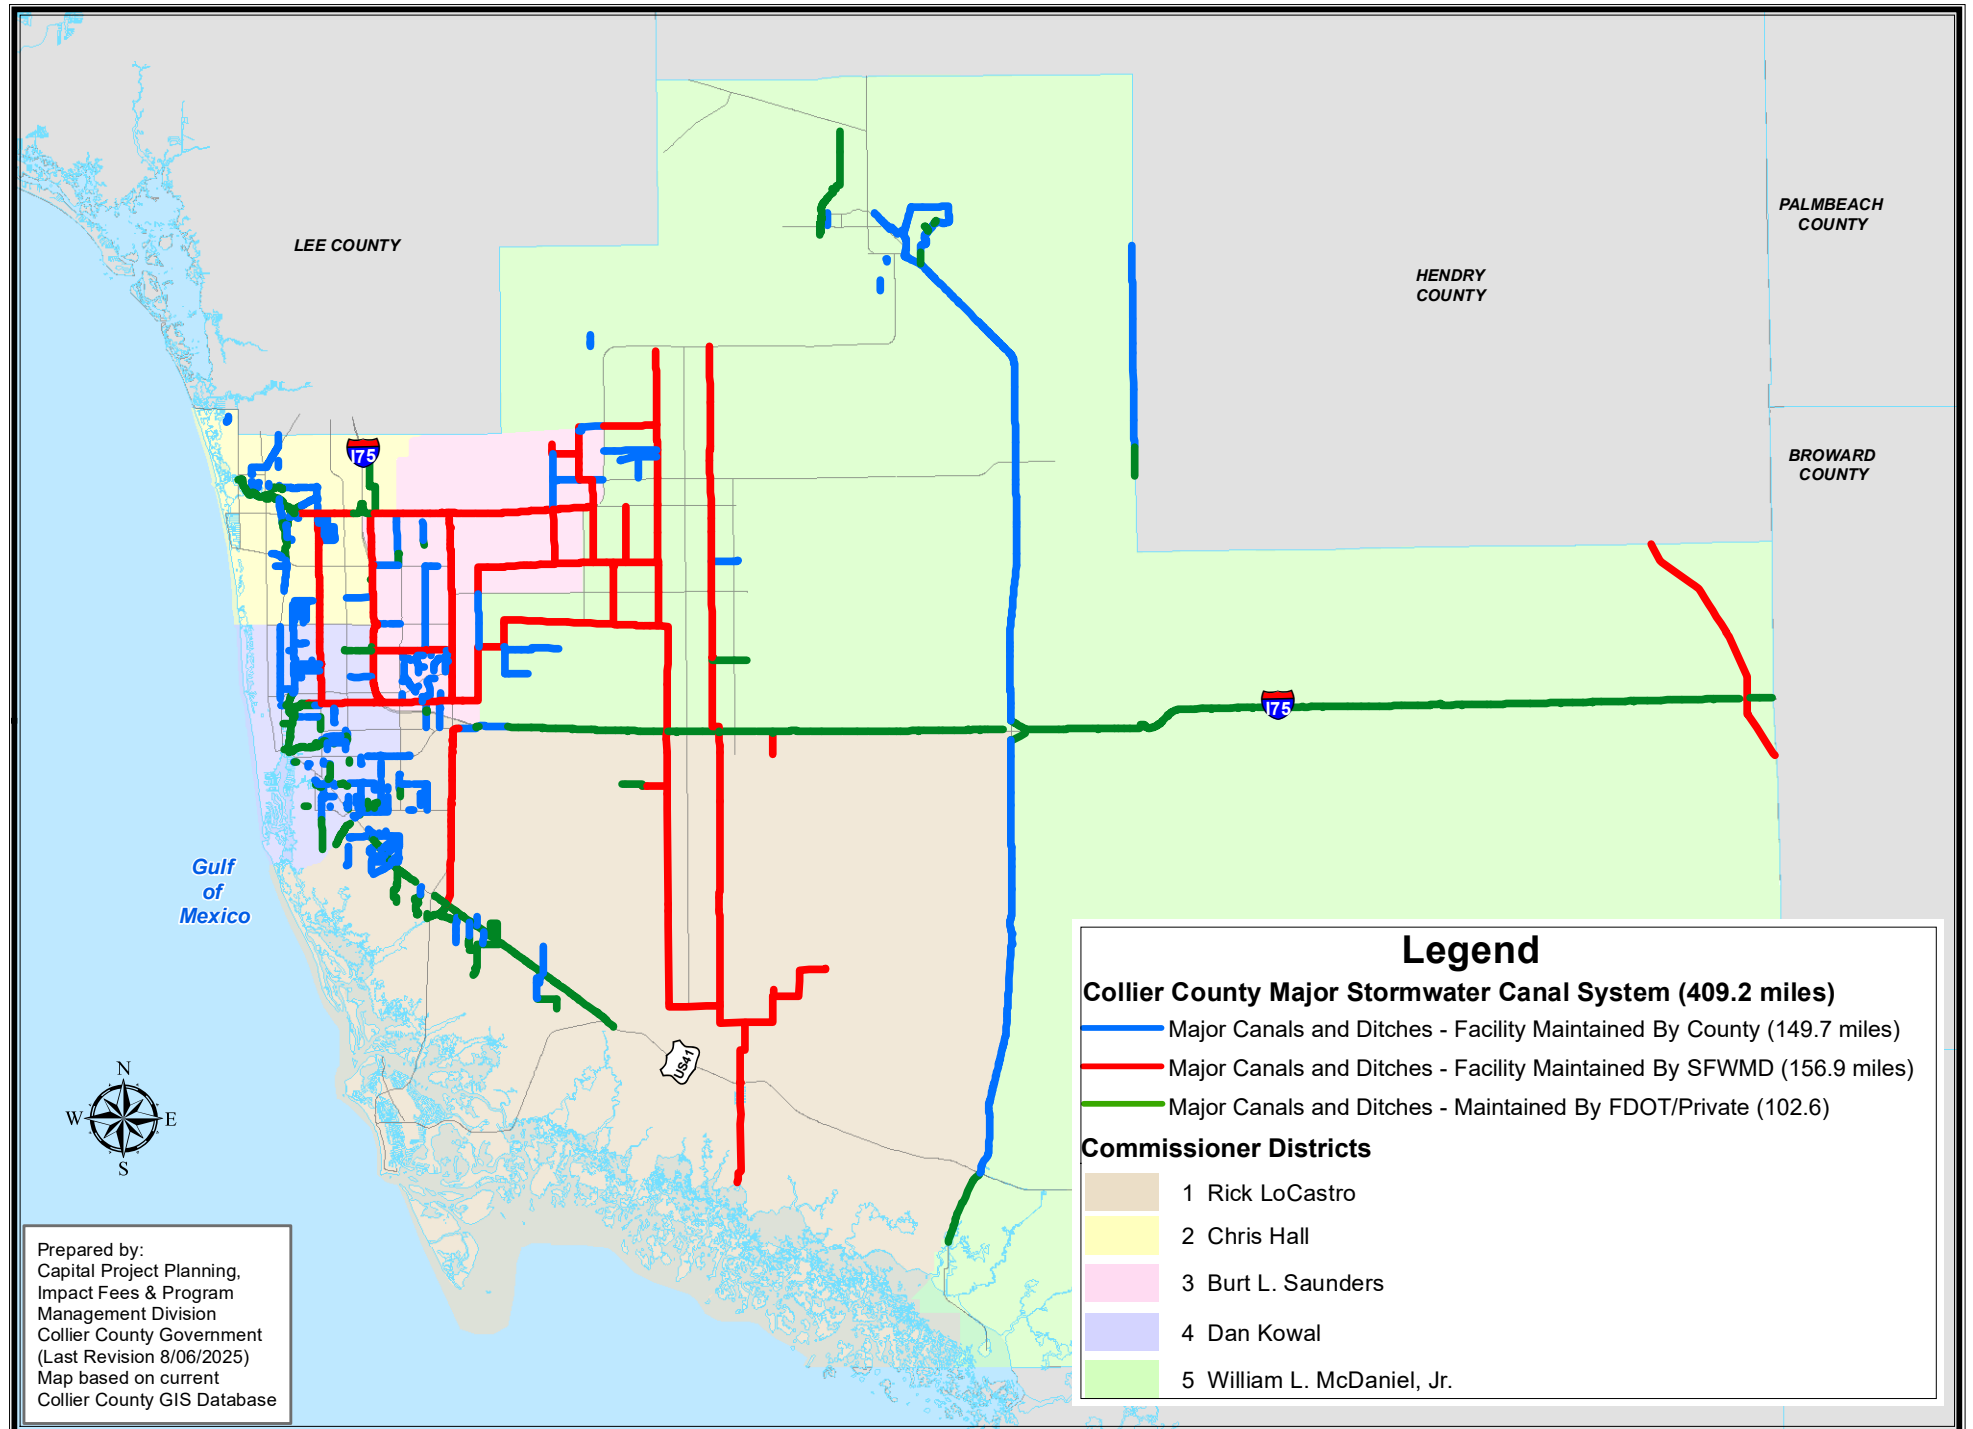 LEE COUNTY
PALMBEACH
COUNTY
HENDRY
COUNTY
BROWARD
COUNTY
I75
I75
Gulf
of
Mexico
US41
N
W
E
S
Legend
Collier County Major Stormwater Canal System (409.2 miles)
Major Canals and Ditches - Facility Maintained By County (149.7 miles)
Major Canals and Ditches - Facility Maintained By SFWMD (156.9 miles)
Major Canals and Ditches - Maintained By FDOT/Private (102.6)
Commissioner Districts
1 Rick LoCastro
2 Chris Hall
3 Burt L. Saunders
4 Dan Kowal
5 William L. McDaniel, Jr.
Prepared by:
Capital Project Planning,
Impact Fees & Program
Management Division
Collier County Government
(Last Revision 8/06/2025)
Map based on current
Collier County GIS Database